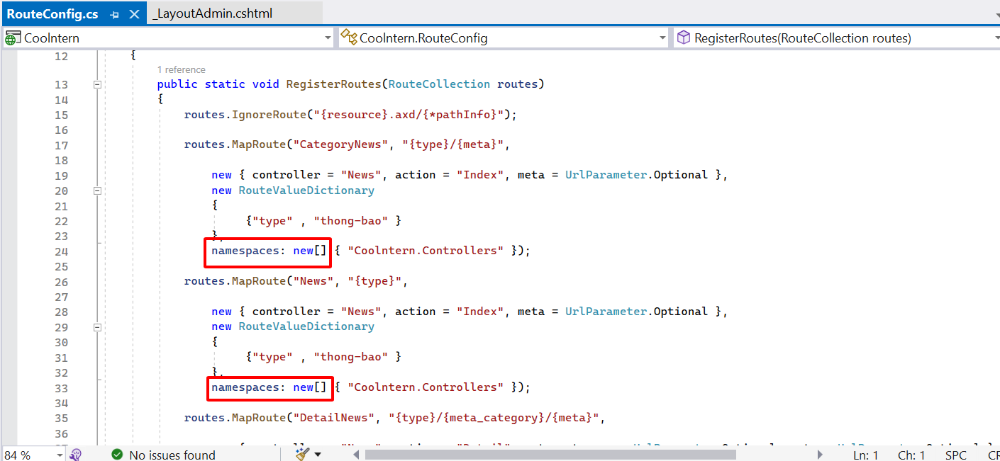 RouteConfig.cs
_LayoutAdmin.cshtml
Coolntern
Coolntern.RouteConfig
RegisterRoutes(RouteCollection routes)
12 {
1 reference
13 public static void RegisterRoutes(RouteCollection routes)
14 {
15 routes.IgnoreRoute("{resource}.axd/{*pathInfo}");
16
17 routes.MapRoute("CategoryNews", "{type}/{meta}",
18
19 new { controller = "News", action = "Index", meta = UrlParameter.Optional },
20 new RouteValueDictionary
21 {
22 {"type" , "thong-bao" }
23 },
24 namespaces: new[] { "Coolntern.Controllers" });
25
26 routes.MapRoute("News", "{type}",
27
28 new { controller = "News", action = "Index", meta = UrlParameter.Optional },
29 new RouteValueDictionary
30 {
31 {"type" , "thong-bao" }
32 },
33 namespaces: new[] { "Coolntern.Controllers" });
34
35 routes.MapRoute("DetailNews", "{type}/{meta_category}/{meta}",
36
84 %
No issues found
Ln: 1
Ch: 1
SPC